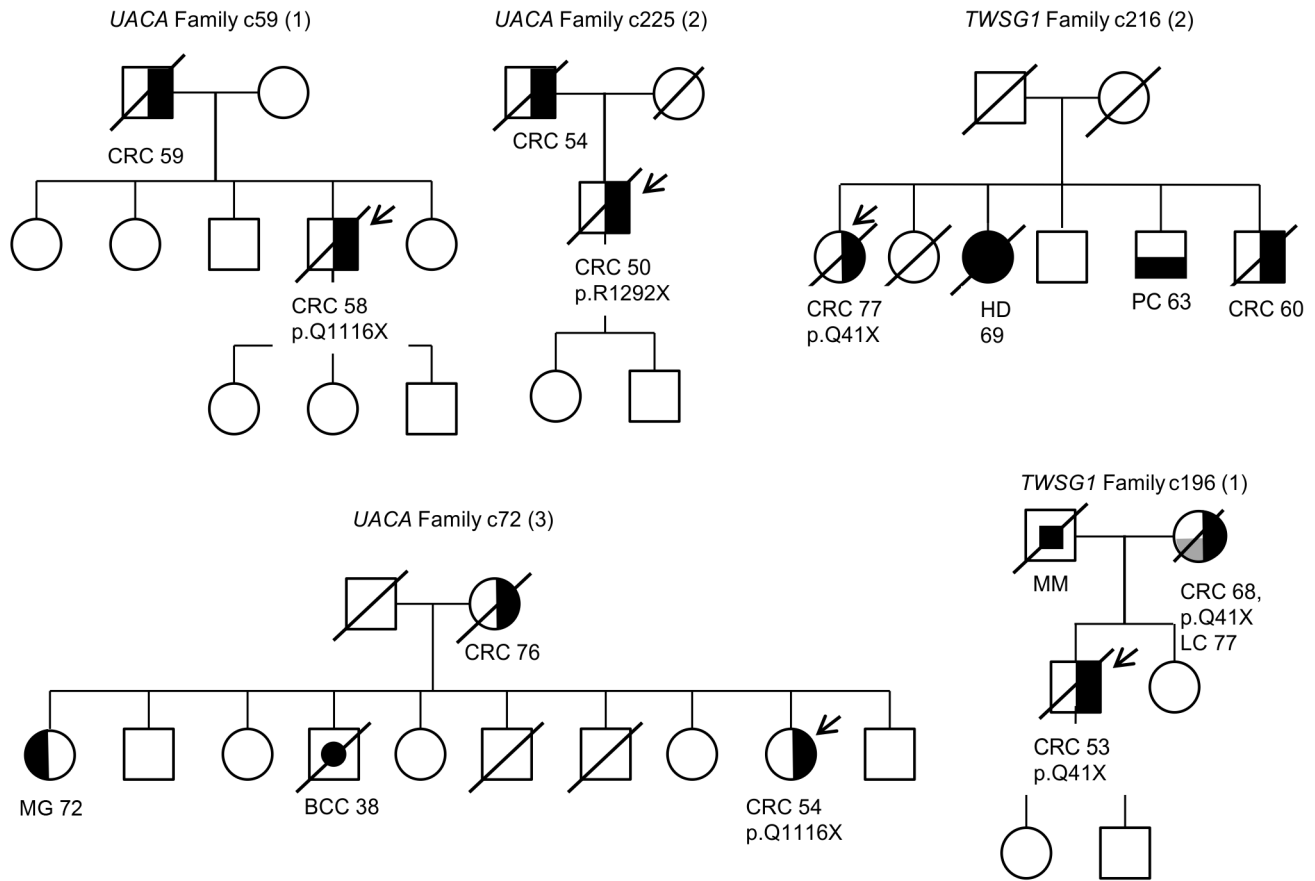 UACA Family c59 (1)
CRC 59
CRC 58
p.Q1116X
UACA Family c225 (2)
CRC 54
CRC 50
p.R1292X
TWSG1 Family c216 (2)
CRC 77
p.Q41X
HD
69
PC 63
CRC 60
UACA Family c72 (3)
CRC 76
MG 72
BCC 38
CRC 54
p.Q1116X
TWSG1 Family c196 (1)
MM
CRC 68,
p.Q41X
LC 77
CRC 53
p.Q41X